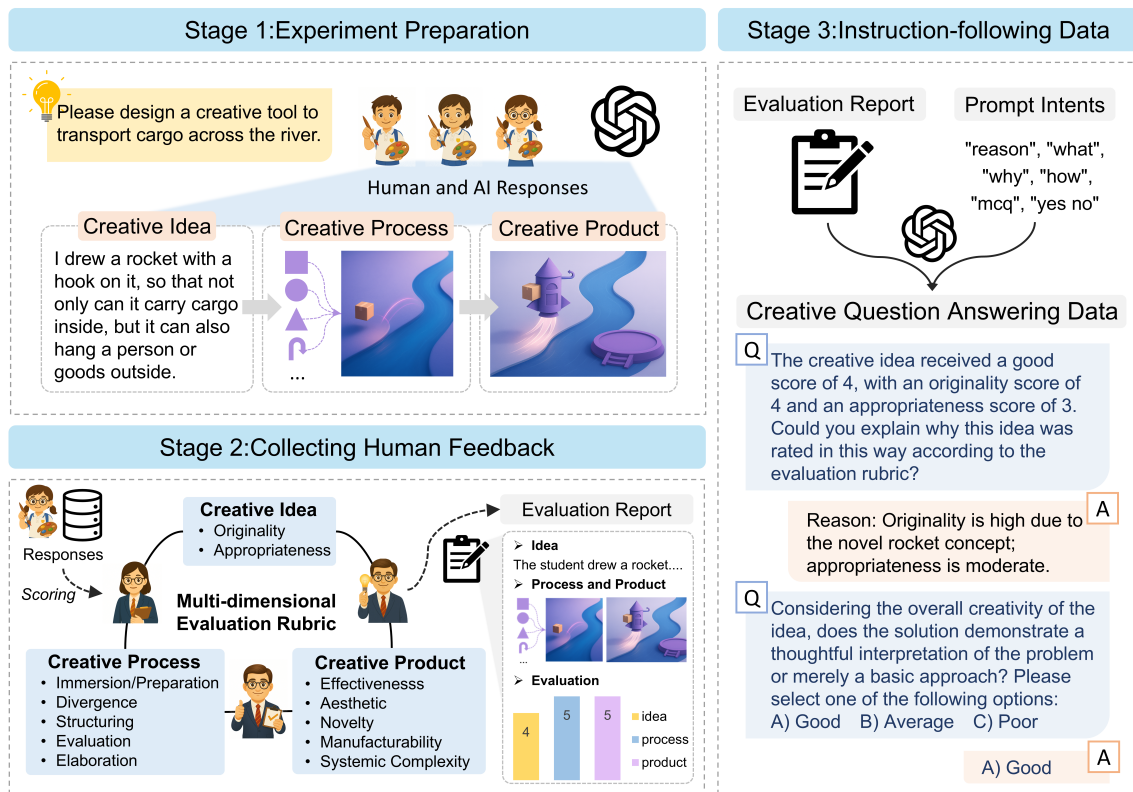 Stage 1:Experiment Preparation
Please design a creative tool to
transport cargo across the river.
Human and AI Responses
Creative Idea
I drew a rocket with a
hook on it, so that not
only can it carry cargo
inside, but it can also
hang a person or
goods outside.
Creative Process
...
Creative Product
Stage 2:Collecting Human Feedback
Responses
Scoring
Creative Idea
• Originality
• Appropriateness
Multi-dimensional
Evaluation Rubric
Creative Process
• Immersion/Preparation
• Divergence
• Structuring
• Evaluation
• Elaboration
Creative Product
• Effectivenesss
• Aesthetic
• Novelty
• Manufacturability
• Systemic Complexity
Evaluation Report
➢ Idea
The student drew a rocket....
➢ Process and Product
...
➢ Evaluation
4
5
5
idea
process
product
Stage 3:Instruction-following Data
Evaluation Report
Prompt Intents
"reason", "what",
"why", "how",
"mcq", "yes no"
Creative Question Answering Data
Q
The creative idea received a good
score of 4, with an originality score of
4 and an appropriateness score of 3.
Could you explain why this idea was
rated in this way according to the
evaluation rubric?
A
Reason: Originality is high due to
the novel rocket concept;
appropriateness is moderate.
Q
Considering the overall creativity of the
idea, does the solution demonstrate a
thoughtful interpretation of the problem
or merely a basic approach? Please
select one of the following options:
A) Good B) Average C) Poor
A
A) Good